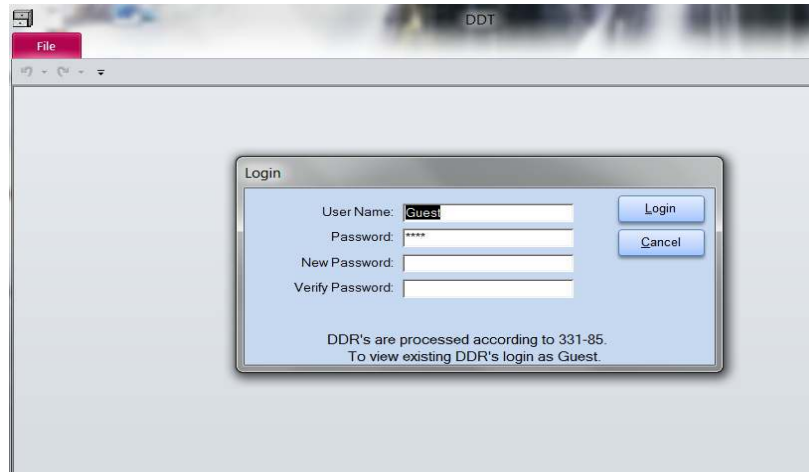 DDT
File
Login
User Name: Guest
Login
Password: ****
Cancel
New Password:
Verify Password:
DDR's are processed according to 331-85.
To view existing DDR's login as Guest.